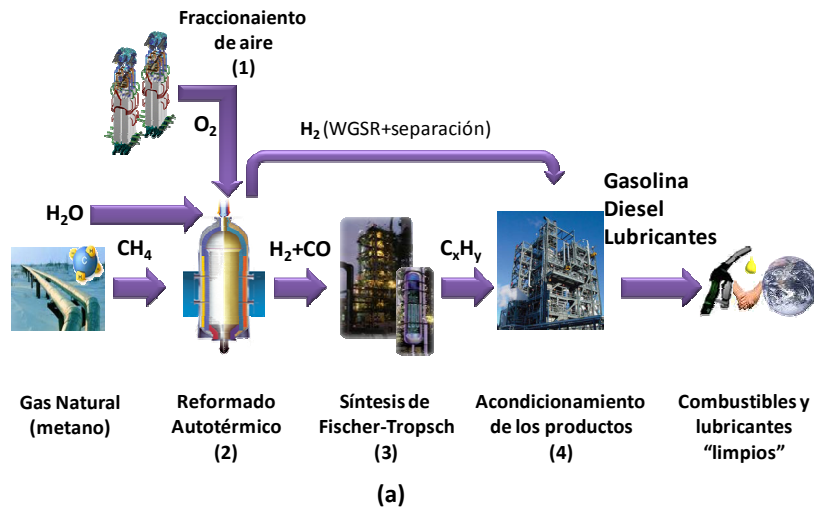 Fraccionaiento
de aire
(1)
O₂
H₂ (WGSR+separación)
H₂O
CH₄
H₂+CO
CₓHᵧ
Gasolina
Diesel
Lubricantes
C
H
H
Gas Natural
(metano)
Reformado
Autotérmico
(2)
Síntesis de
Fischer-Tropsch
(3)
Acondicionamiento
de los productos
(4)
Combustibles y
lubricantes
“limpios”
(a)